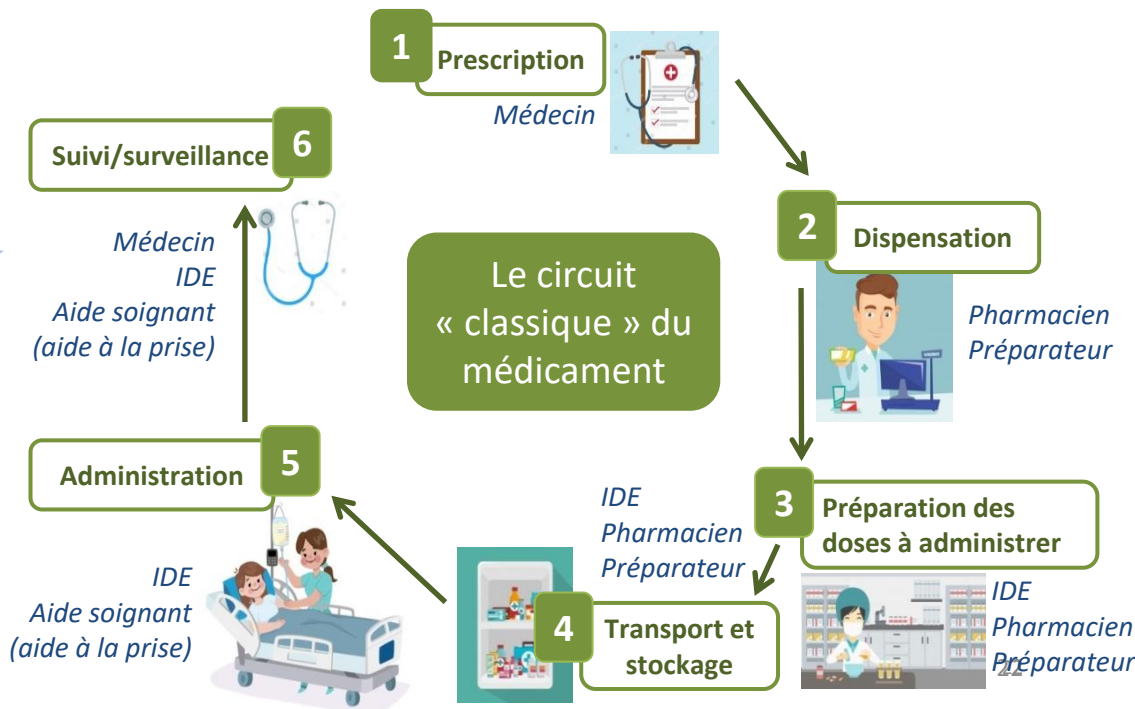 1
Prescription
Médecin
2
Dispensation
Pharmacien
Préparateur
3
Préparation des
doses à administrer
IDE
Pharmacien
Préparateur
22
4
Transport et
stockage
IDE
Pharmacien
Préparateur
5
Administration
IDE
Aide soignant
(aide à la prise)
6
Suivi/surveillance
Médecin
IDE
Aide soignant
(aide à la prise)
Le circuit
« classique » du
médicament